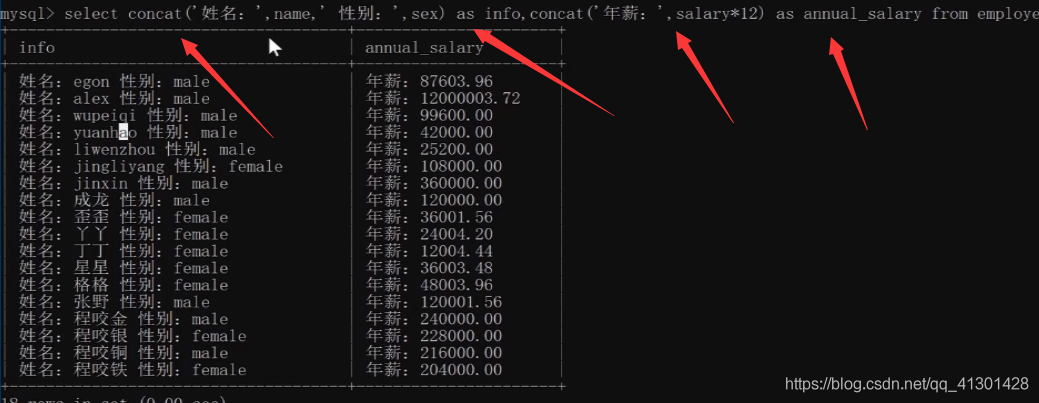 mysql> select concat('姓名：',name,' 性别：',sex) as info,concat('年薪：',salary*12) as annual_salary from employe
| info | annual_salary |
| 姓名：egon 性别：male | 年薪：87603.96
| 姓名：alex 性别：male | 年薪：12000003.72
| 姓名：wupeiqi 性别：male | 年薪：99600.00
| 姓名：yuanhao 性别：male | 年薪：42000.00
| 姓名：liwenzhou 性别：male | 年薪：25200.00
| 姓名：jingliyang 性别：female | 年薪：108000.00
| 姓名：jinxin 性别：male | 年薪：360000.00
| 姓名：成龙 性别：male | 年薪：120000.00
| 姓名：歪歪 性别：female | 年薪：36001.56
| 姓名：丫丫 性别：female | 年薪：24004.20
| 姓名：丁丁 性别：female | 年薪：12004.44
| 姓名：星星 性别：female | 年薪：36003.48
| 姓名：格格 性别：female | 年薪：48003.96
| 姓名：张野 性别：male | 年薪：120001.56
| 姓名：程咬金 性别：male | 年薪：240000.00
| 姓名：程咬银 性别：female | 年薪：228000.00
| 姓名：程咬铜 性别：male | 年薪：216000.00
| 姓名：程咬铁 性别：female | 年薪：204000.00
18 rows in set (0.00 sec)
https://blog.csdn.net/qq_41301428